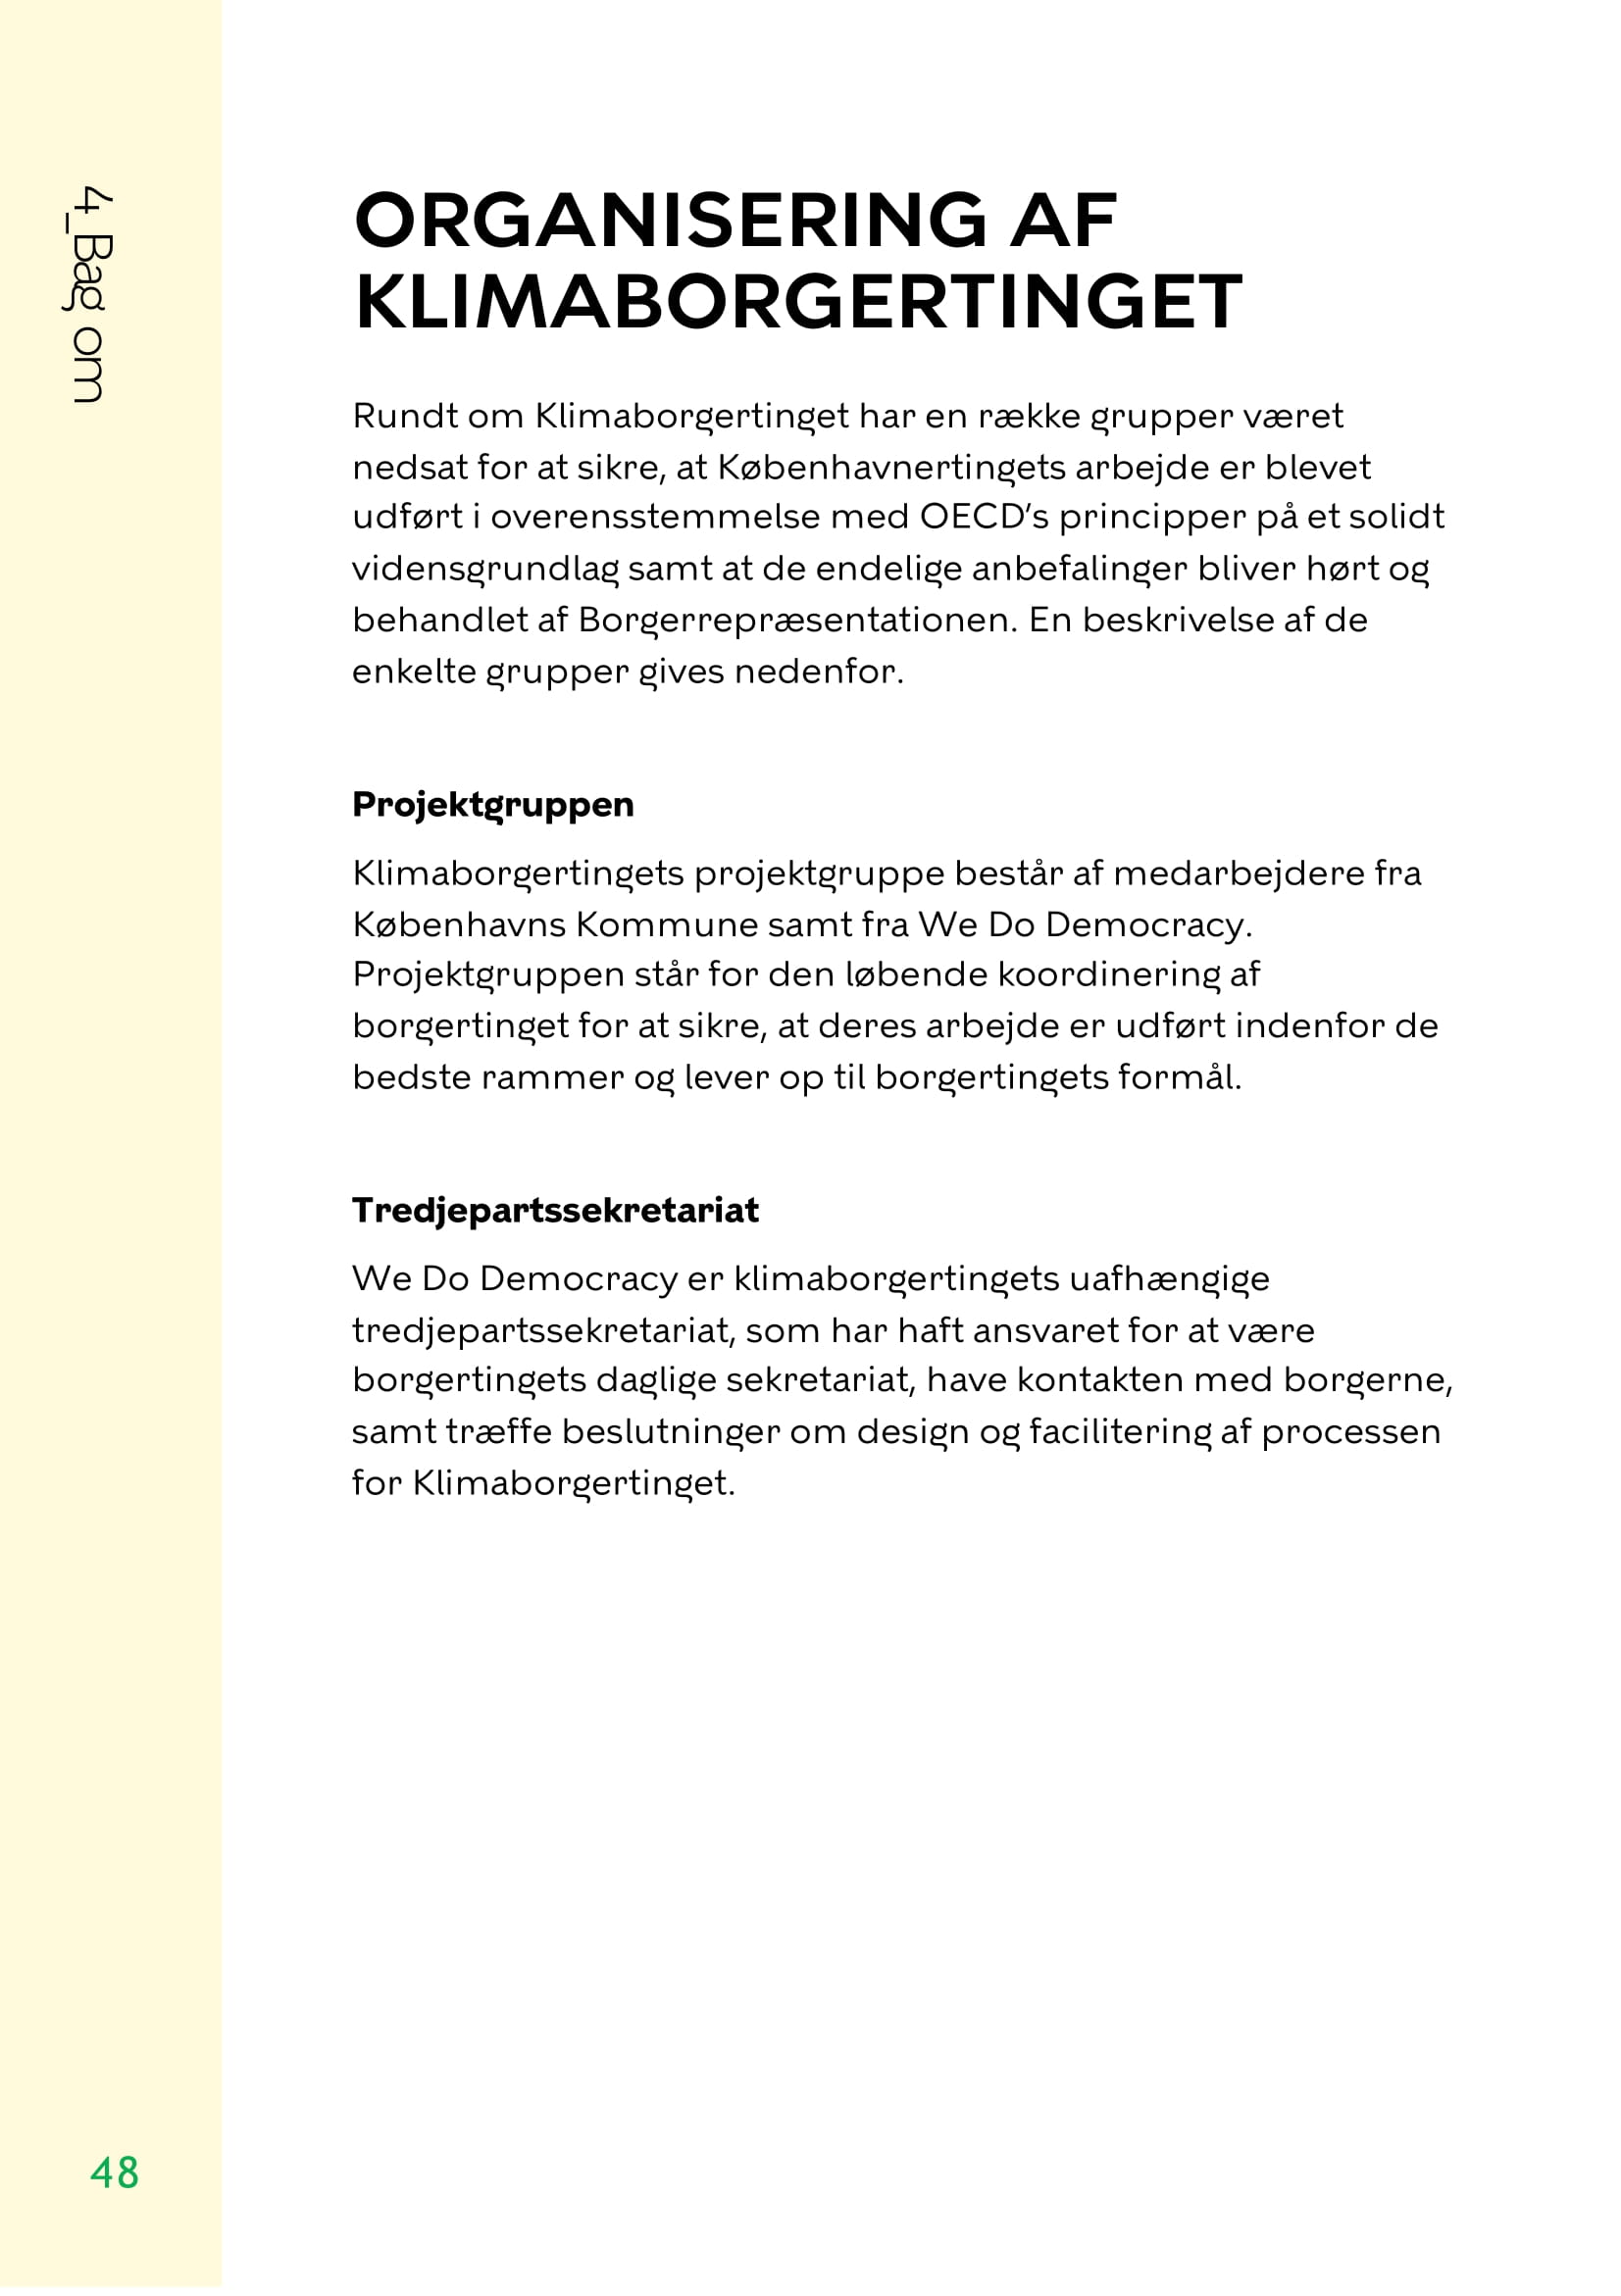 4_Bag om
ORGANISERING AF
KLIMABORGERTINGET
Rundt om Klimaborgertinget har en række grupper været
nedsat for at sikre, at Københavnertingets arbejde er blevet
udført i overensstemmelse med OECD’s principper på et solidt
vidensgrundlag samt at de endelige anbefalinger bliver hørt og
behandlet af Borgerrepræsentationen. En beskrivelse af de
enkelte grupper gives nedenfor.
Projektgruppen
Klimaborgertingets projektgruppe består af medarbejdere fra
Københavns Kommune samt fra We Do Democracy.
Projektgruppen står for den løbende koordinering af
borgertinget for at sikre, at deres arbejde er udført indenfor de
bedste rammer og lever op til borgertingets formål.
Tredjepartssekretariat
We Do Democracy er klimaborgertingets uafhængige
tredjepartssekretariat, som har haft ansvaret for at være
borgertingets daglige sekretariat, have kontakten med borgerne,
samt træffe beslutninger om design og facilitering af processen
for Klimaborgertinget.
48